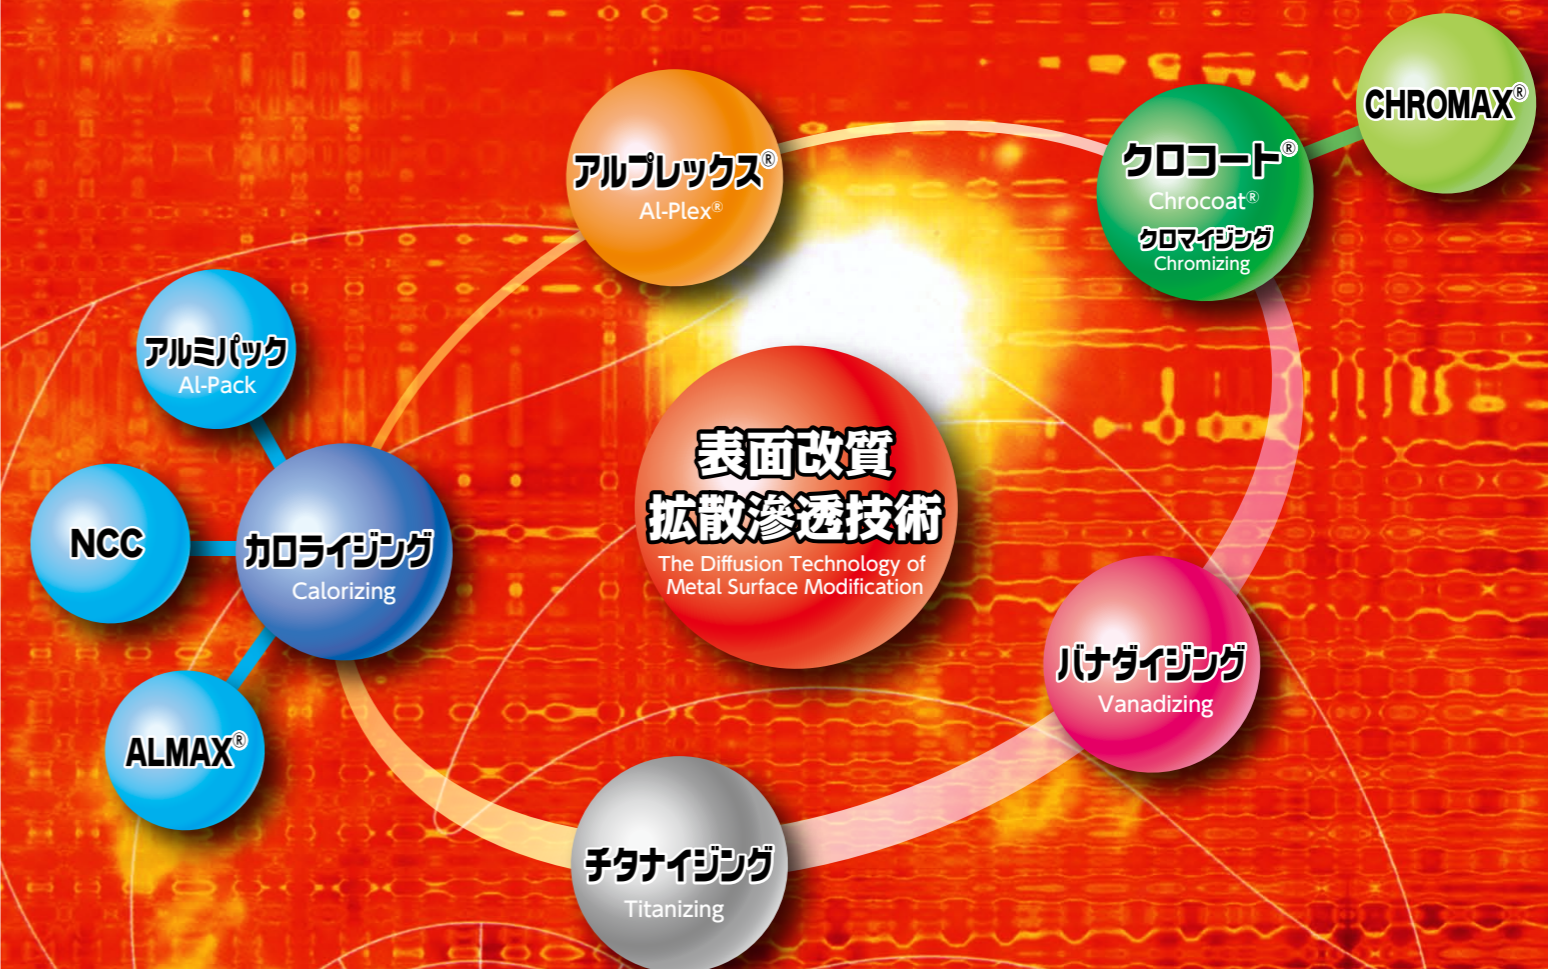 CHROMAX®
アルプレックス®
Al-Plex®
クロコート®
Chrocoat®
クロマイジング
Chromizing
アルミパック
Al-Pack
表面改質
拡散滲透技術
The Diffusion Technology of
Metal Surface Modification
NCC
カロライジング
Calorizing
バナダイジング
Vanadizing
ALMAX®
チタナイジング
Titanizing